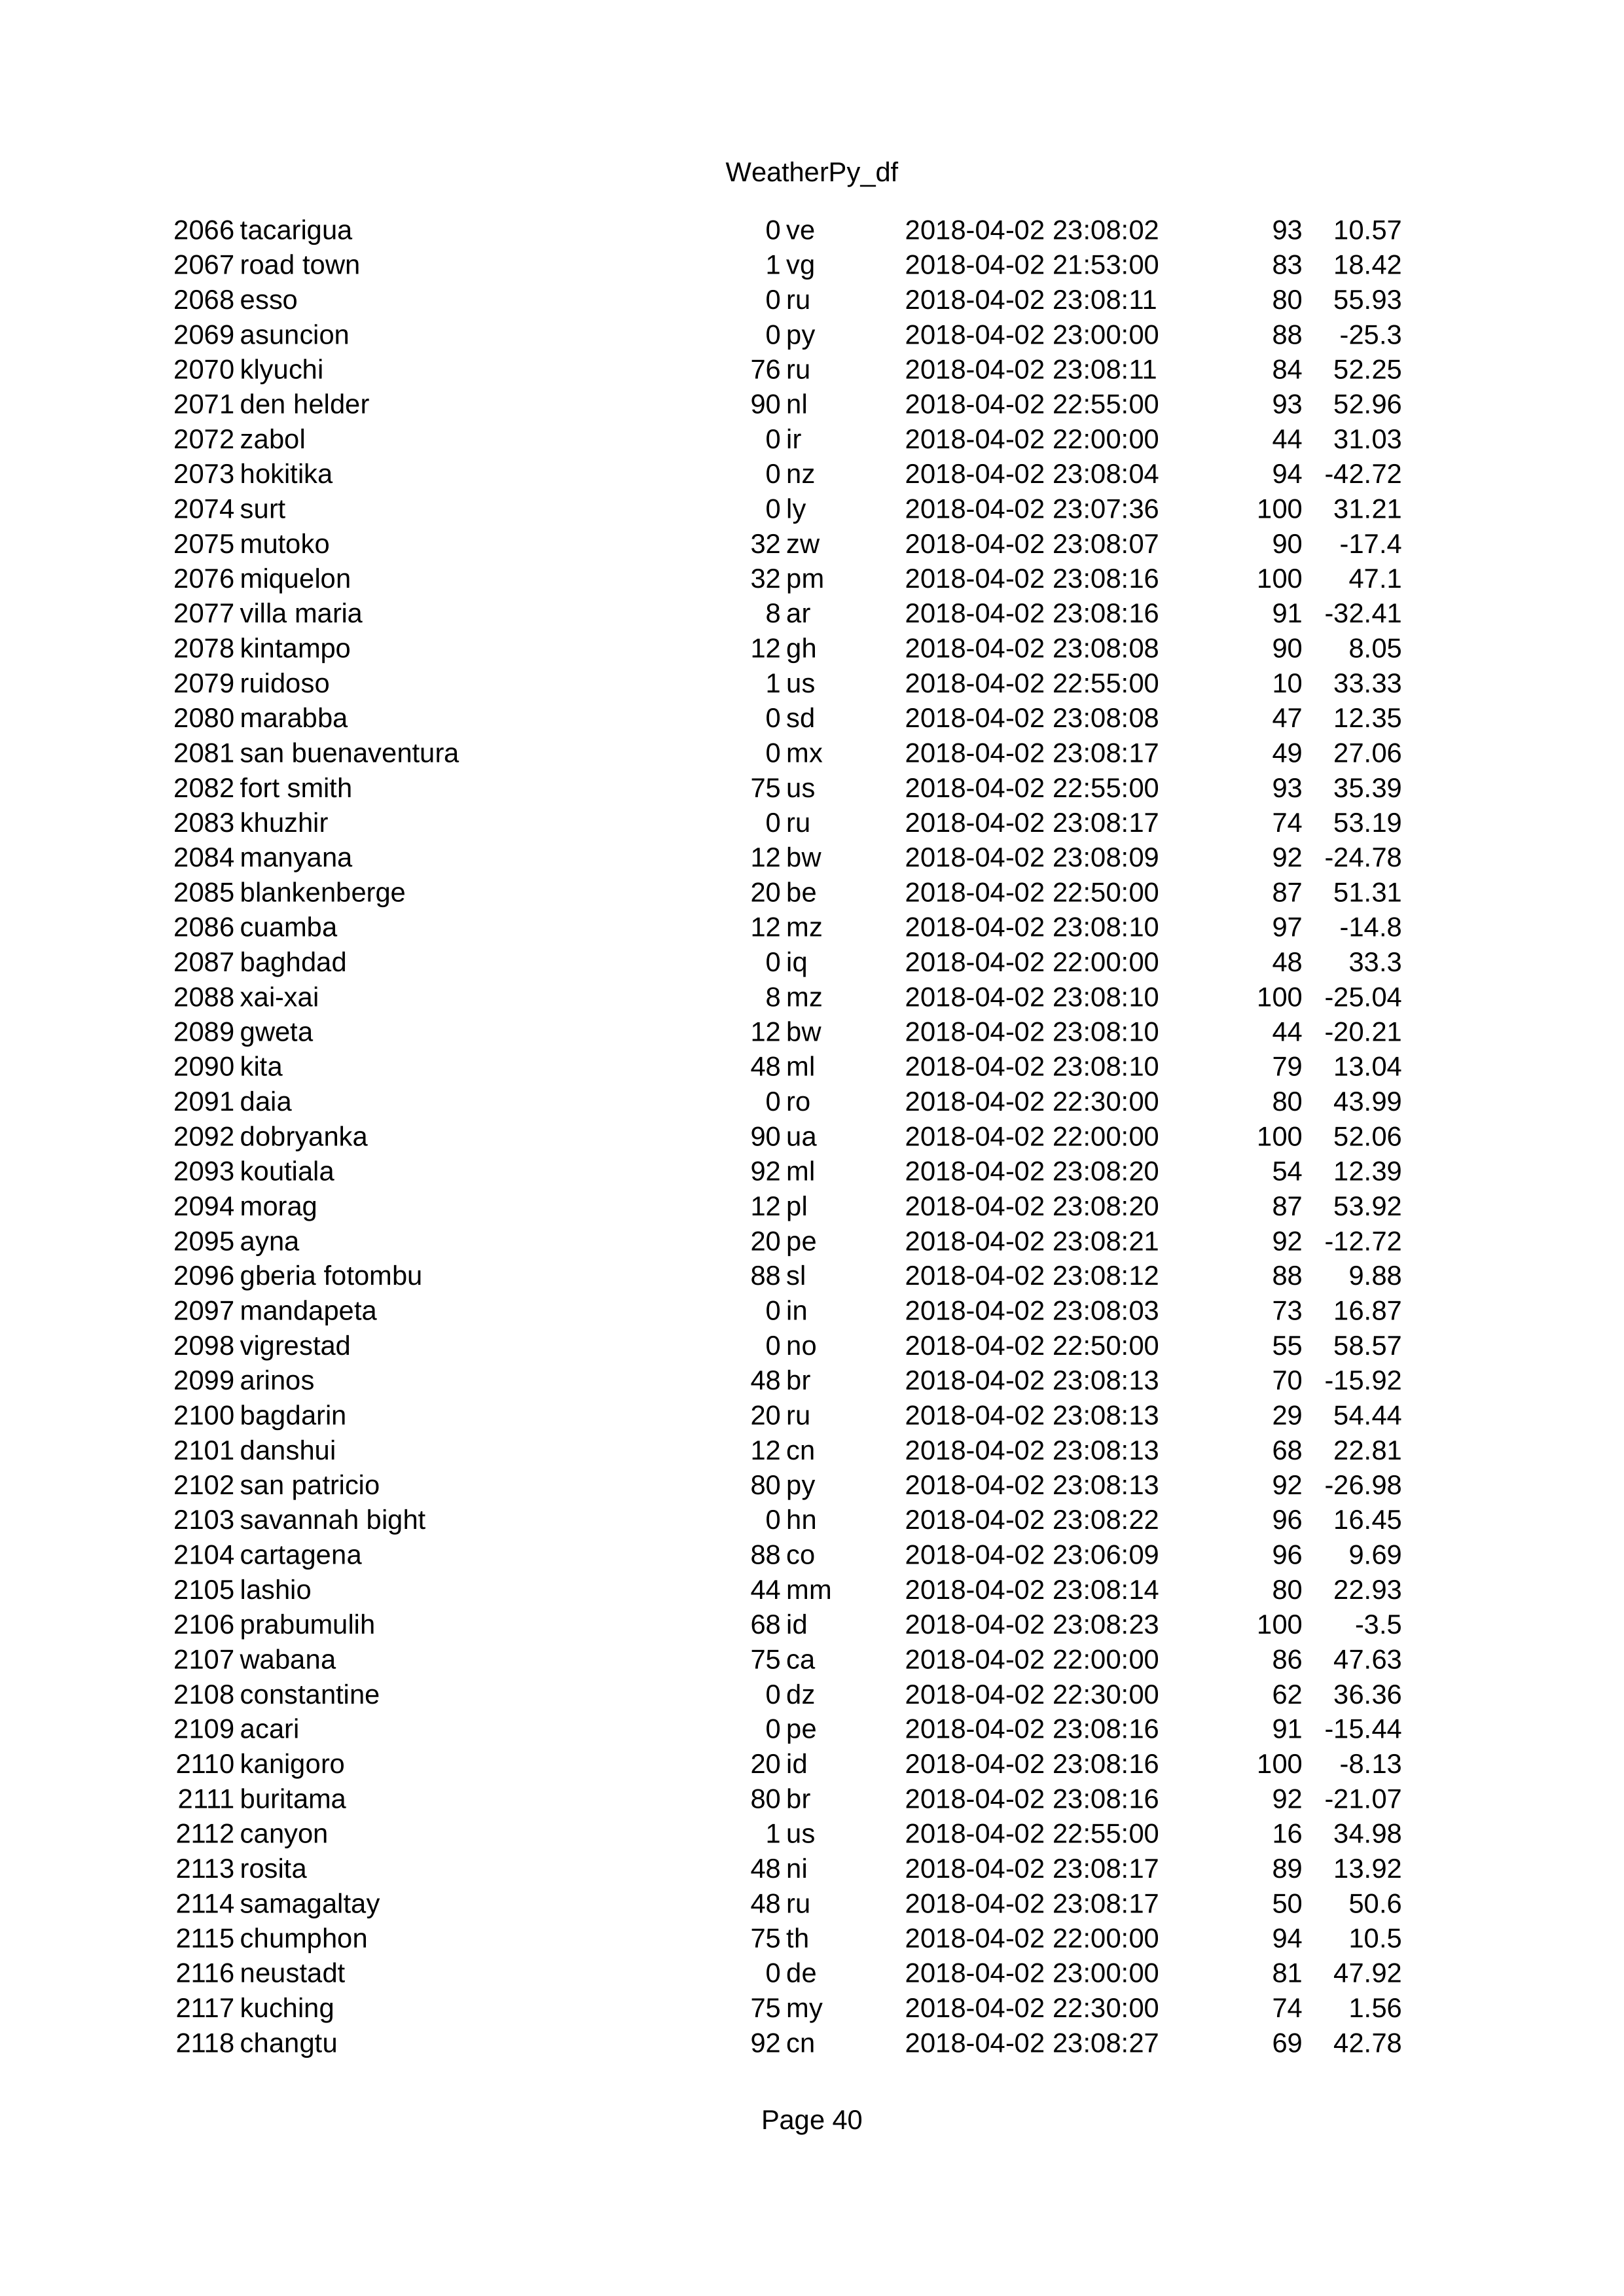 WeatherPy_df
2066 tacarigua 0 ve 2018-04-02 23:08:02 93 10.57
2067 road town 1 vg 2018-04-02 21:53:00 83 18.42
2068 esso 0 ru 2018-04-02 23:08:11 80 55.93
2069 asuncion 0 py 2018-04-02 23:00:00 88 -25.3
2070 klyuchi 76 ru 2018-04-02 23:08:11 84 52.25
2071 den helder 90 nl 2018-04-02 22:55:00 93 52.96
2072 zabol 0 ir 2018-04-02 22:00:00 44 31.03
2073 hokitika 0 nz 2018-04-02 23:08:04 94 -42.72
2074 surt 0 ly 2018-04-02 23:07:36 100 31.21
2075 mutoko 32 zw 2018-04-02 23:08:07 90 -17.4
2076 miquelon 32 pm 2018-04-02 23:08:16 100 47.1
2077 villa maria 8 ar 2018-04-02 23:08:16 91 -32.41
2078 kintampo 12 gh 2018-04-02 23:08:08 90 8.05
2079 ruidoso 1 us 2018-04-02 22:55:00 10 33.33
2080 marabba 0 sd 2018-04-02 23:08:08 47 12.35
2081 san buenaventura 0 mx 2018-04-02 23:08:17 49 27.06
2082 fort smith 75 us 2018-04-02 22:55:00 93 35.39
2083 khuzhir 0 ru 2018-04-02 23:08:17 74 53.19
2084 manyana 12 bw 2018-04-02 23:08:09 92 -24.78
2085 blankenberge 20 be 2018-04-02 22:50:00 87 51.31
2086 cuamba 12 mz 2018-04-02 23:08:10 97 -14.8
2087 baghdad 0 iq 2018-04-02 22:00:00 48 33.3
2088 xai-xai 8 mz 2018-04-02 23:08:10 100 -25.04
2089 gweta 12 bw 2018-04-02 23:08:10 44 -20.21
2090 kita 48 ml 2018-04-02 23:08:10 79 13.04
2091 daia 0 ro 2018-04-02 22:30:00 80 43.99
2092 dobryanka 90 ua 2018-04-02 22:00:00 100 52.06
2093 koutiala 92 ml 2018-04-02 23:08:20 54 12.39
2094 morag 12 pl 2018-04-02 23:08:20 87 53.92
2095 ayna 20 pe 2018-04-02 23:08:21 92 -12.72
2096 gberia fotombu 88 sl 2018-04-02 23:08:12 88 9.88
2097 mandapeta 0 in 2018-04-02 23:08:03 73 16.87
2098 vigrestad 0 no 2018-04-02 22:50:00 55 58.57
2099 arinos 48 br 2018-04-02 23:08:13 70 -15.92
2100 bagdarin 20 ru 2018-04-02 23:08:13 29 54.44
2101 danshui 12 cn 2018-04-02 23:08:13 68 22.81
2102 san patricio 80 py 2018-04-02 23:08:13 92 -26.98
2103 savannah bight 0 hn 2018-04-02 23:08:22 96 16.45
2104 cartagena 88 co 2018-04-02 23:06:09 96 9.69
2105 lashio 44 mm 2018-04-02 23:08:14 80 22.93
2106 prabumulih 68 id 2018-04-02 23:08:23 100 -3.5
2107 wabana 75 ca 2018-04-02 22:00:00 86 47.63
2108 constantine 0 dz 2018-04-02 22:30:00 62 36.36
2109 acari 0 pe 2018-04-02 23:08:16 91 -15.44
2110 kanigoro 20 id 2018-04-02 23:08:16 100 -8.13
2111 buritama 80 br 2018-04-02 23:08:16 92 -21.07
2112 canyon 1 us 2018-04-02 22:55:00 16 34.98
2113 rosita 48 ni 2018-04-02 23:08:17 89 13.92
2114 samagaltay 48 ru 2018-04-02 23:08:17 50 50.6
2115 chumphon 75 th 2018-04-02 22:00:00 94 10.5
2116 neustadt 0 de 2018-04-02 23:00:00 81 47.92
2117 kuching 75 my 2018-04-02 22:30:00 74 1.56
2118 changtu 92 cn 2018-04-02 23:08:27 69 42.78
Page 40